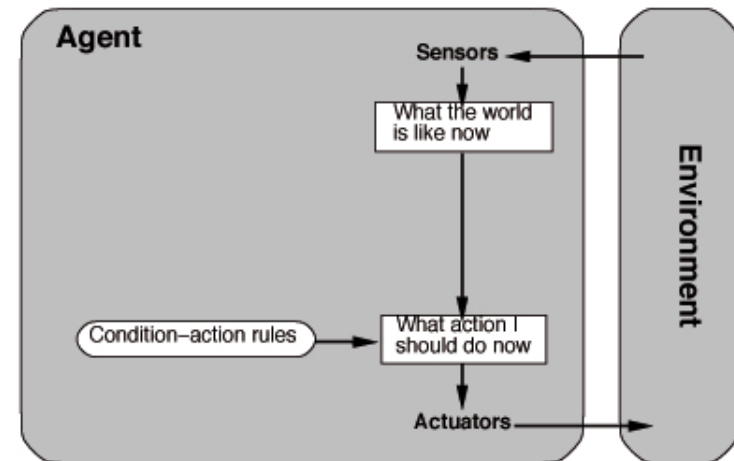 Agent
Sensors
What the world
is like now
Environment
Condition–action rules
What action I
should do now
Actuators